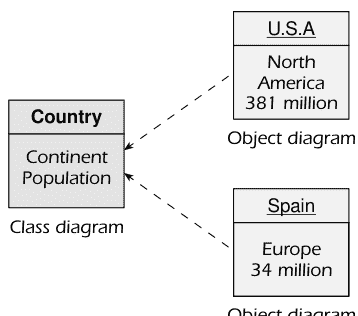 U.S.A
North
America
381 million
Object diagram
Country
Continent
Population
Class diagram
Spain
Europe
34 million
Object diagram